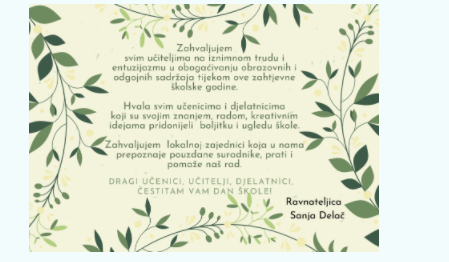 Zahvaljujem
svim učiteljima na iznimnom trudu i
entuzijazmu u obogaćivanju obrazovnih i
odgojnih sadržaja tijekom ove zahtjevne
školske godine.
Hvala svim učenicima i djelatnicima
koji su svojim znanjem, radom, kreativnim
idejama pridonijeli boljitku i ugledu škole.
Zahvaljujem lokalnoj zajednici koja u nama
prepoznaje pouzdane suradnike, prati i
pomaže naš rad.
DRAGI UČENICI, UČITELJI, DJELATNICI,
ČESTITAM VAM DAN ŠKOLE!
Ravnateljica
Sanja Delač